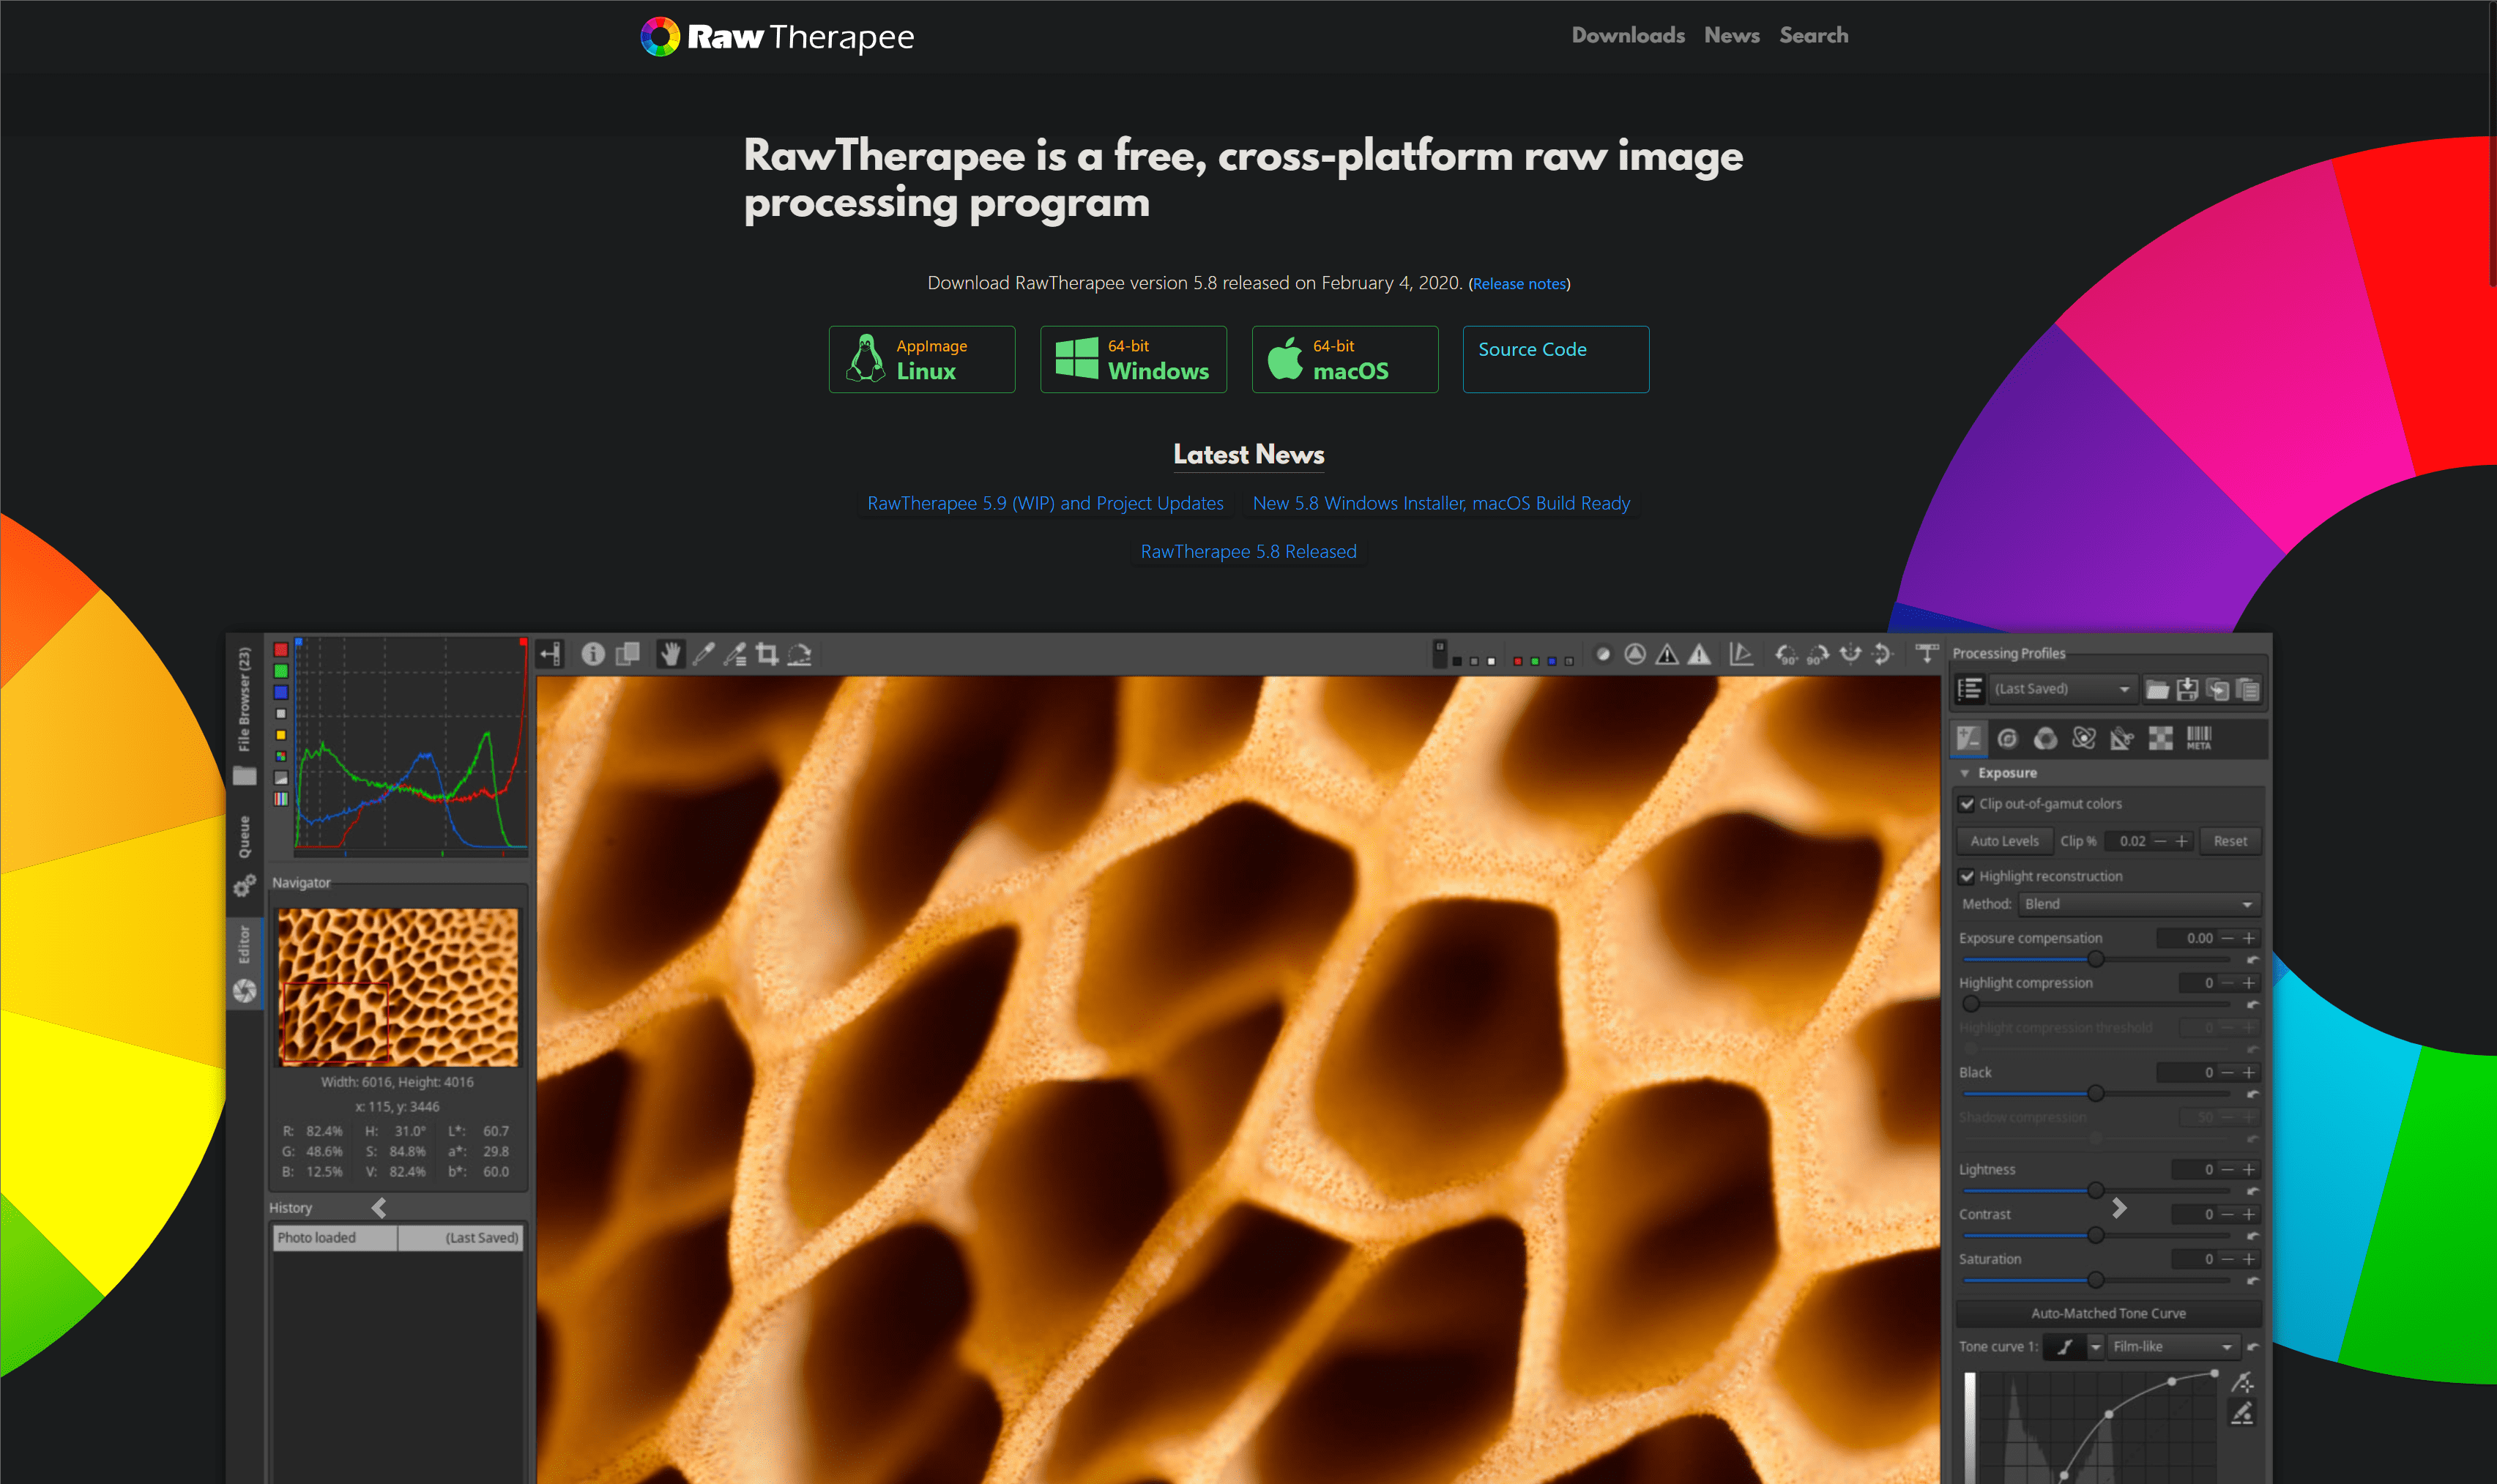 Raw Therapee
Downloads News Search
RawTherapee is a free, cross-platform raw image
processing program
Download RawTherapee version 5.8 released on February 4, 2020. (Release notes)
AppImage
Linux
64-bit
Windows
64-bit
macOS
Source Code
Latest News
RawTherapee 5.9 (WIP) and Project Updates
New 5.8 Windows Installer, macOS Build Ready
RawTherapee 5.8 Released
File Browser (23)
Queue
Editor
Navigator
Width: 6016, Height: 4016
x: 115, y: 3446
R: 82.4% H: 31.0° L*: 60.7
G: 48.6% S: 84.8% a*: 29.8
B: 12.5% V: 82.4% b*: 60.0
History
Photo loaded (Last Saved)
90°
90°
Processing Profiles
(Last Saved)
META
Exposure
Clip out-of-gamut colors
Auto Levels Clip % 0.02 Reset
Highlight reconstruction
Method: Blend
Exposure compensation 0.00
Highlight compression 0
Highlight compression threshold 0
Black 0
Shadow compression 50
Lightness 0
Contrast 0
Saturation 0
Auto-Matched Tone Curve
Tone curve 1: Film-like